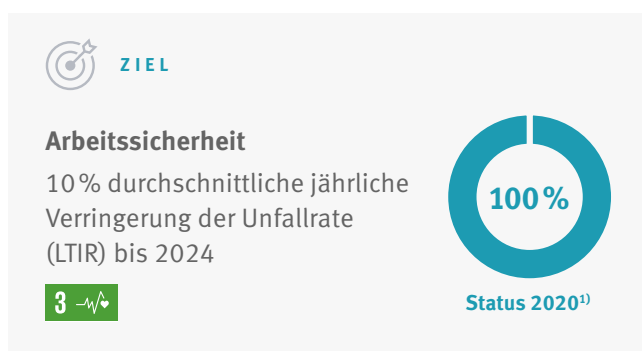 ZIEL
Arbeitssicherheit
10 % durchschnittliche jährliche
Verringerung der Unfallrate
(LTIR) bis 2024
3
100 %
Status 2020¹⁾